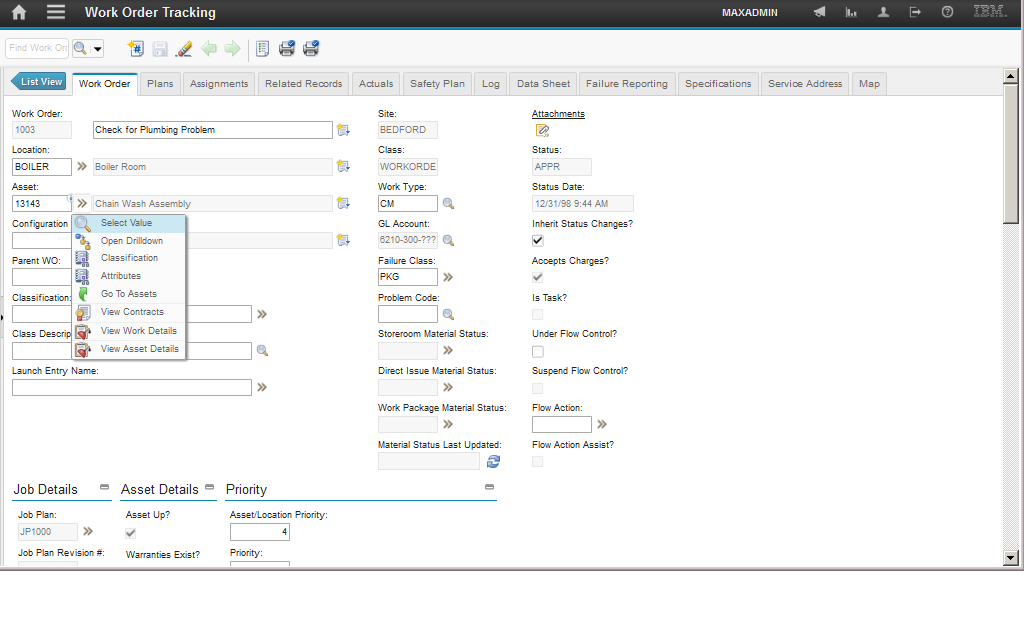 Work Order Tracking MAXADMIN IBM.
Find Work Or
List View Work Order Plans Assignments Related Records Actuals Safety Plan Log Data Sheet Failure Reporting Specifications Service Address Map
Work Order: Site: Attachments
1003 Check for Plumbing Problem BEDFORD
Location: Class: Status:
BOILER Boiler Room WORKORDE APPR
Asset: Work Type: Status Date:
13143 Chain Wash Assembly CM 12/31/98 9:44 AM
Select Value
Open Drilldown
Classification
Attributes
Go To Assets
View Contracts
View Work Details
View Asset Details
Configuration GL Account: Inherit Status Changes?
6210-300-???
Parent WO: Failure Class: Accepts Charges?
PKG
Classification: Problem Code: Is Task?
Class Descrip Storeroom Material Status: Under Flow Control?
Launch Entry Name: Direct Issue Material Status: Suspend Flow Control?
Work Package Material Status: Flow Action:
Material Status Last Updated: Flow Action Assist?
Job Details Asset Details Priority
Job Plan: Asset Up? Asset/Location Priority:
JP1000 4
Job Plan Revision #: Warranties Exist? Priority: